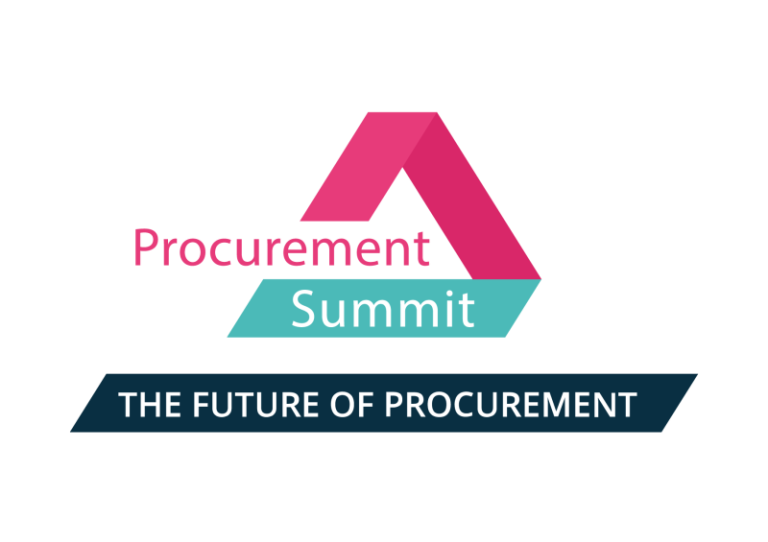 Procurement
Summit
THE FUTURE OF PROCUREMENT